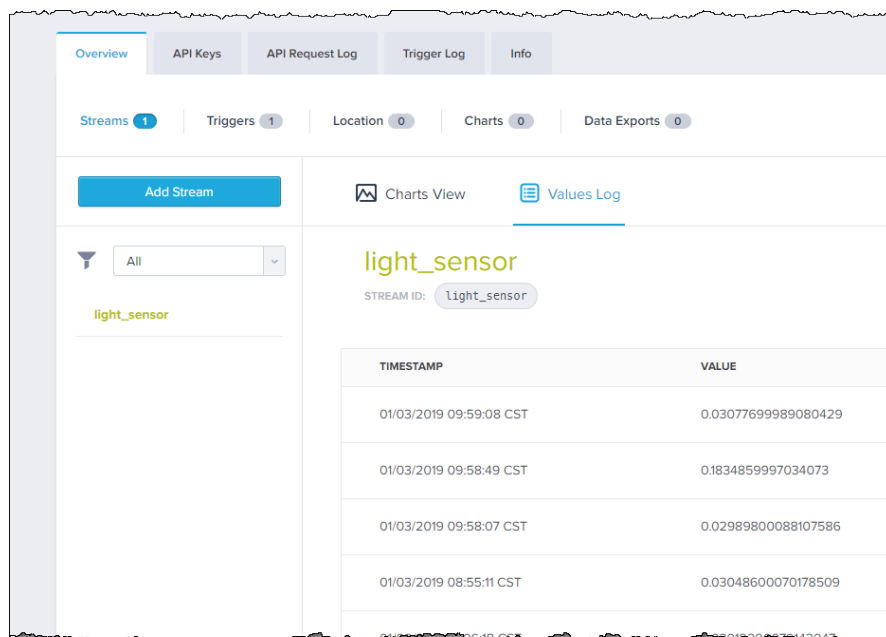 Overview API Keys API Request Log Trigger Log Info
Streams 1 Triggers 1 Location 0 Charts 0 Data Exports 0
Add Stream Charts View Values Log
All
light_sensor
STREAM ID: light_sensor
light_sensor
TIMESTAMP VALUE
01/03/2019 09:59:08 CST 0.03077699989080429
01/03/2019 09:58:49 CST 0.1834859997034073
01/03/2019 09:58:07 CST 0.02989800088107586
01/03/2019 08:55:11 CST 0.03048600070178509